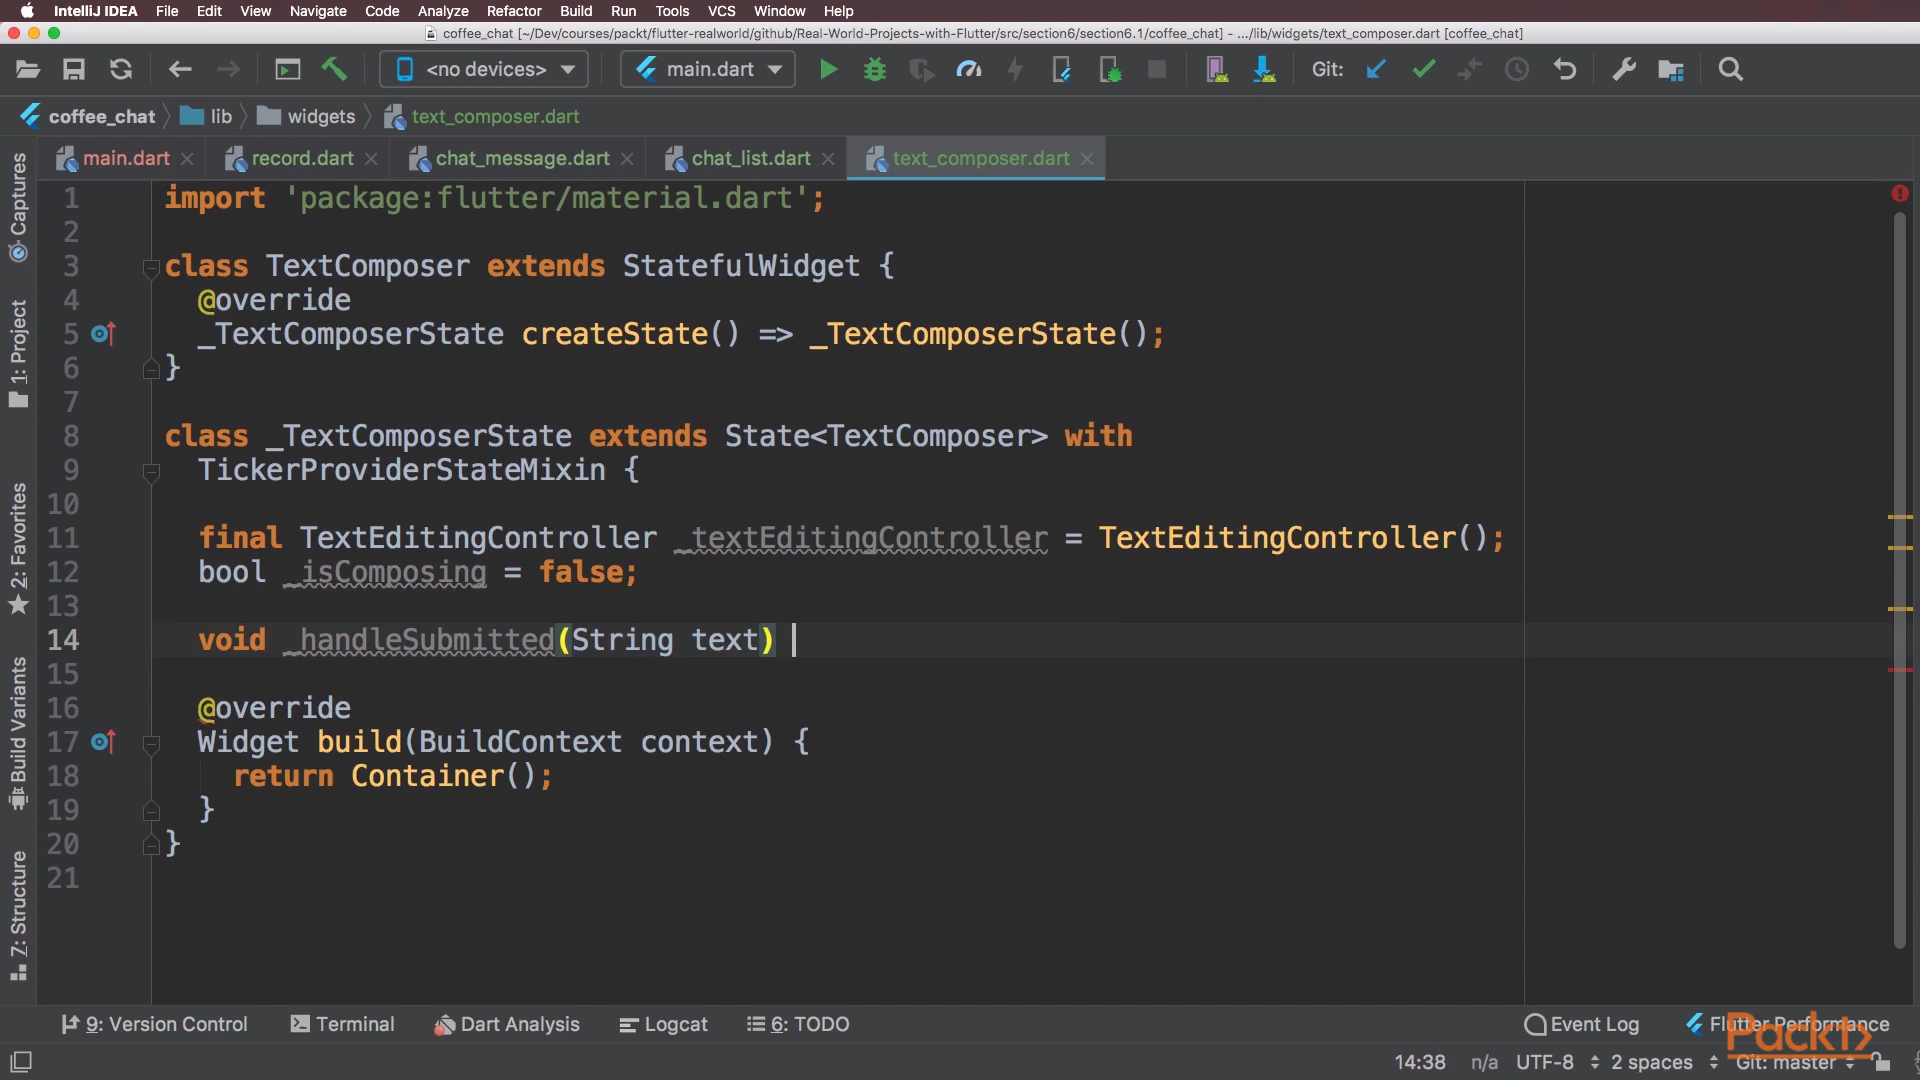 IntelliJ IDEA File Edit View Navigate Code Analyze Refactor Build Run Tools VCS Window Help
coffee_chat [~/Dev/courses/packt/flutter-realworld/github/Real-World-Projects-with-Flutter/src/section6/section6.1/coffee_chat] - .../lib/widgets/text_composer.dart [coffee_chat]
<no devices> main.dart Git:
coffee_chat lib widgets text_composer.dart
main.dart record.dart chat_message.dart chat_list.dart text_composer.dart
Captures
1: Project
2: Favorites
Build Variants
7: Structure
1 import 'package:flutter/material.dart';
2
3 class TextComposer extends StatefulWidget {
4 @override
5 _TextComposerState createState() => _TextComposerState();
6 }
7
8 class _TextComposerState extends State<TextComposer> with
9 TickerProviderStateMixin {
10
11 final TextEditingController _textEditingController = TextEditingController();
12 bool _isComposing = false;
13
14 void _handleSubmitted(String text)
15
16 @override
17 Widget build(BuildContext context) {
18 return Container();
19 }
20 }
21
9: Version Control Terminal Dart Analysis Logcat 6: TODO Event Log Flutter Performance
Packt>
14:38 n/a UTF-8 2 spaces Git: master